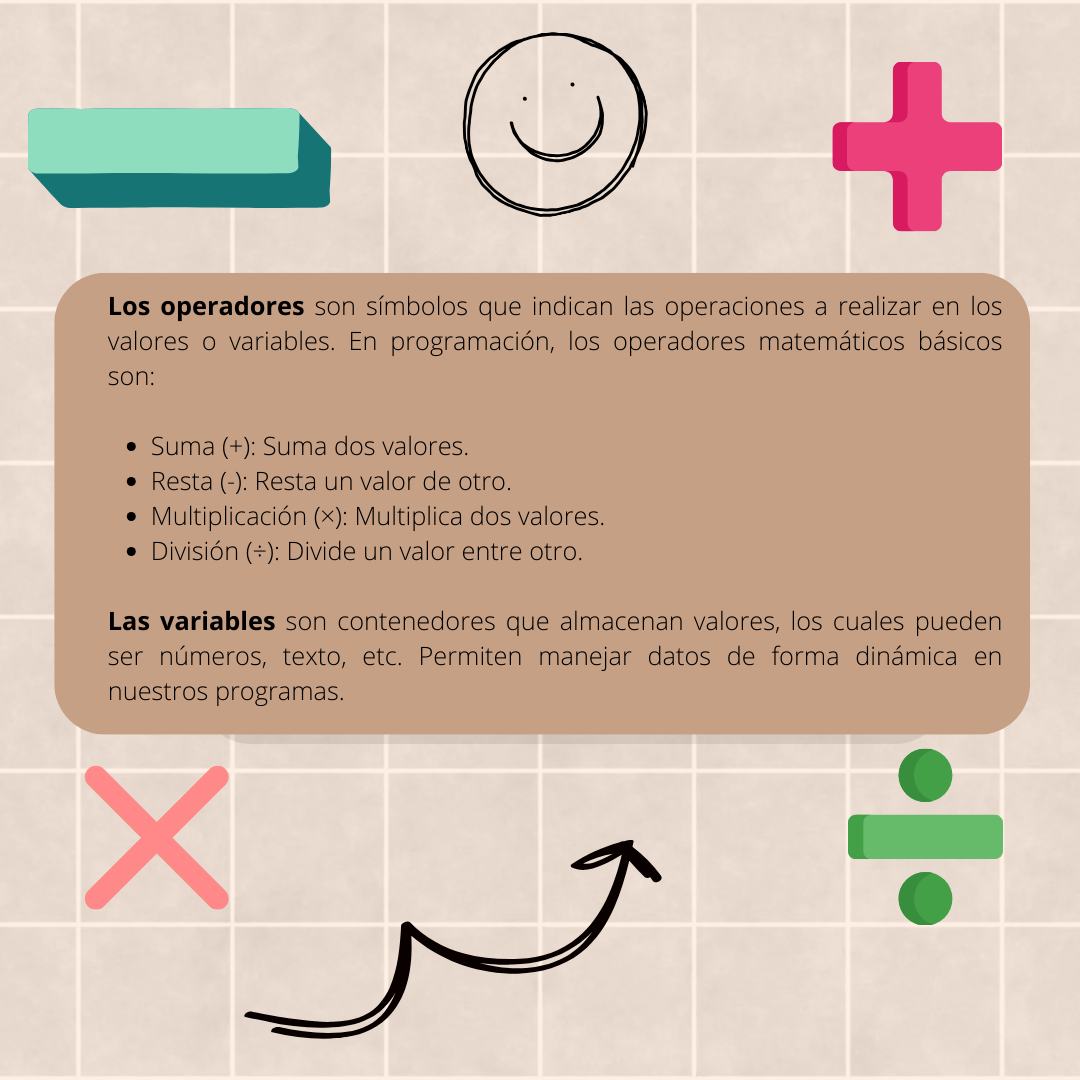 Los operadores son símbolos que indican las operaciones a realizar en los
valores o variables. En programación, los operadores matemáticos básicos
son:
• Suma (+): Suma dos valores.
• Resta (-): Resta un valor de otro.
• Multiplicación (×): Multiplica dos valores.
• División (÷): Divide un valor entre otro.
Las variables son contenedores que almacenan valores, los cuales pueden
ser números, texto, etc. Permiten manejar datos de forma dinámica en
nuestros programas.